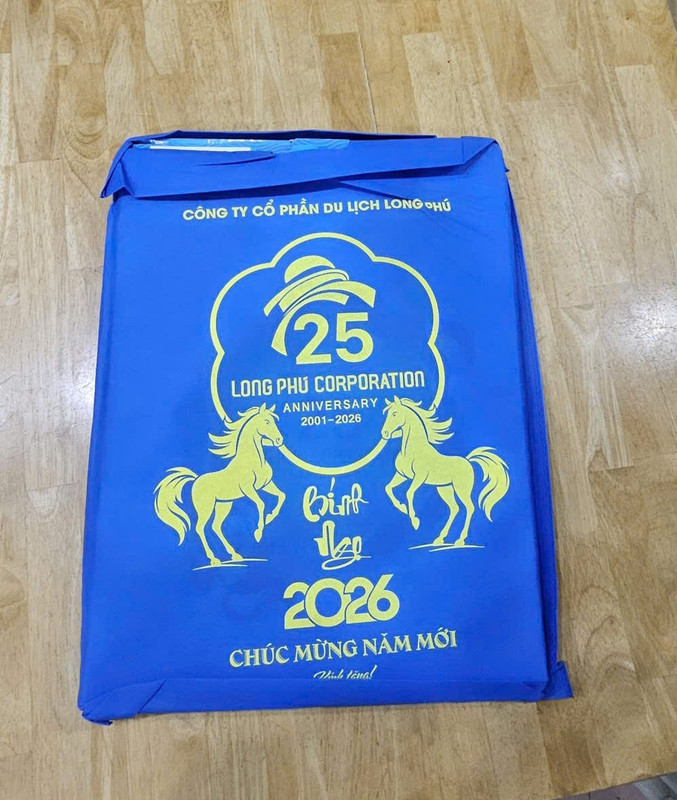 CÔNG TY CỔ PHẦN DU LỊCH LONG PHÚ
25
LONG PHÚ CORPORATION
ANNIVERSARY
2001-2026
Bính
Ngọ
2026
CHÚC MỪNG NĂM MỚI
Kính tặng!